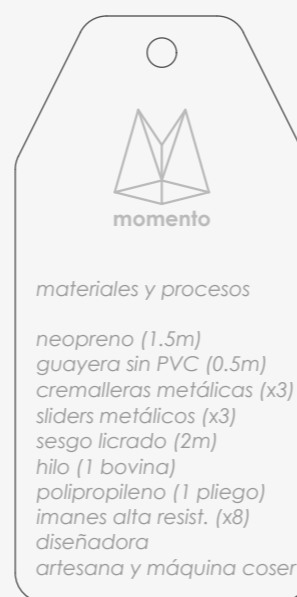 momento
materiales y procesos
neopreno (1.5m)
guayera sin PVC (0.5m)
cremalleras metálicas (x3)
sliders metálicos (x3)
sesgo licrado (2m)
hilo (1 bovina)
polipropileno (1 pliego)
imanes alta resist. (x8)
diseñadora
artesana y máquina coser